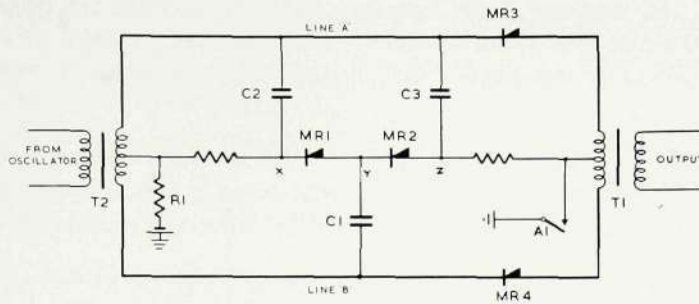 LINE 'A'
MR3
C2
C3
FROM
OSCILLATOR
MR1
MR2
OUTPUT
X
Y
Z
T2
R1
C1
A1
T1
LINE 'B'
MR4